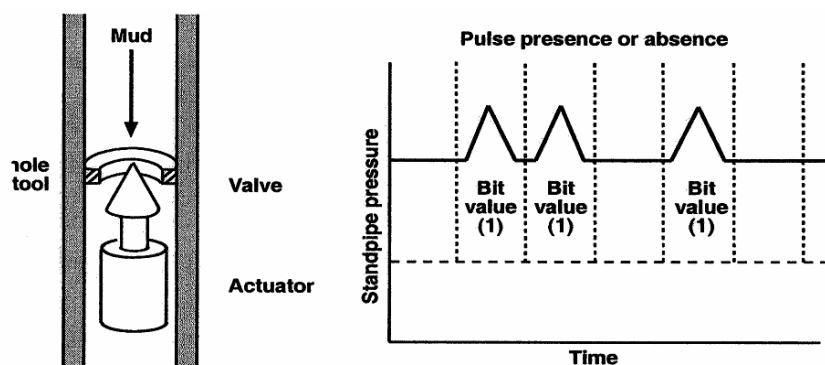 Mud
hole
tool
Valve
Actuator
Pulse presence or absence
Standpipe pressure
Bit
value
(1)
Bit
value
(1)
Bit
value
(1)
Time